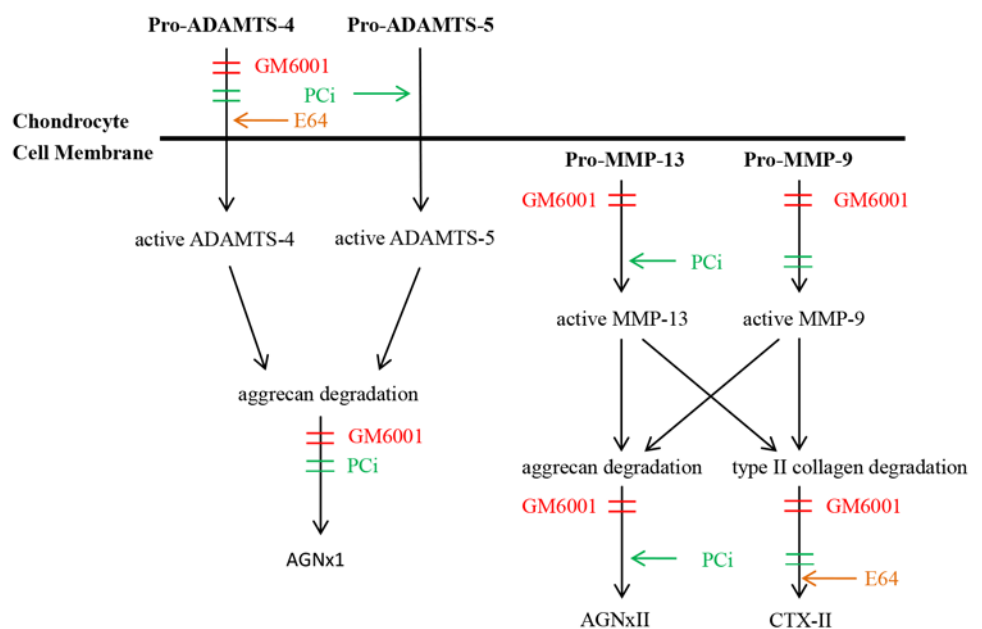 Pro-ADAMTS-4 Pro-ADAMTS-5
GM6001
PCi
E64
Chondrocyte
Cell Membrane
Pro-MMP-13 Pro-MMP-9
GM6001 GM6001
active ADAMTS-4 active ADAMTS-5
PCi
active MMP-13 active MMP-9
aggrecan degradation
GM6001
PCi
aggrecan degradation type II collagen degradation
GM6001 GM6001
AGNx1
PCi
E64
AGNxII CTX-II